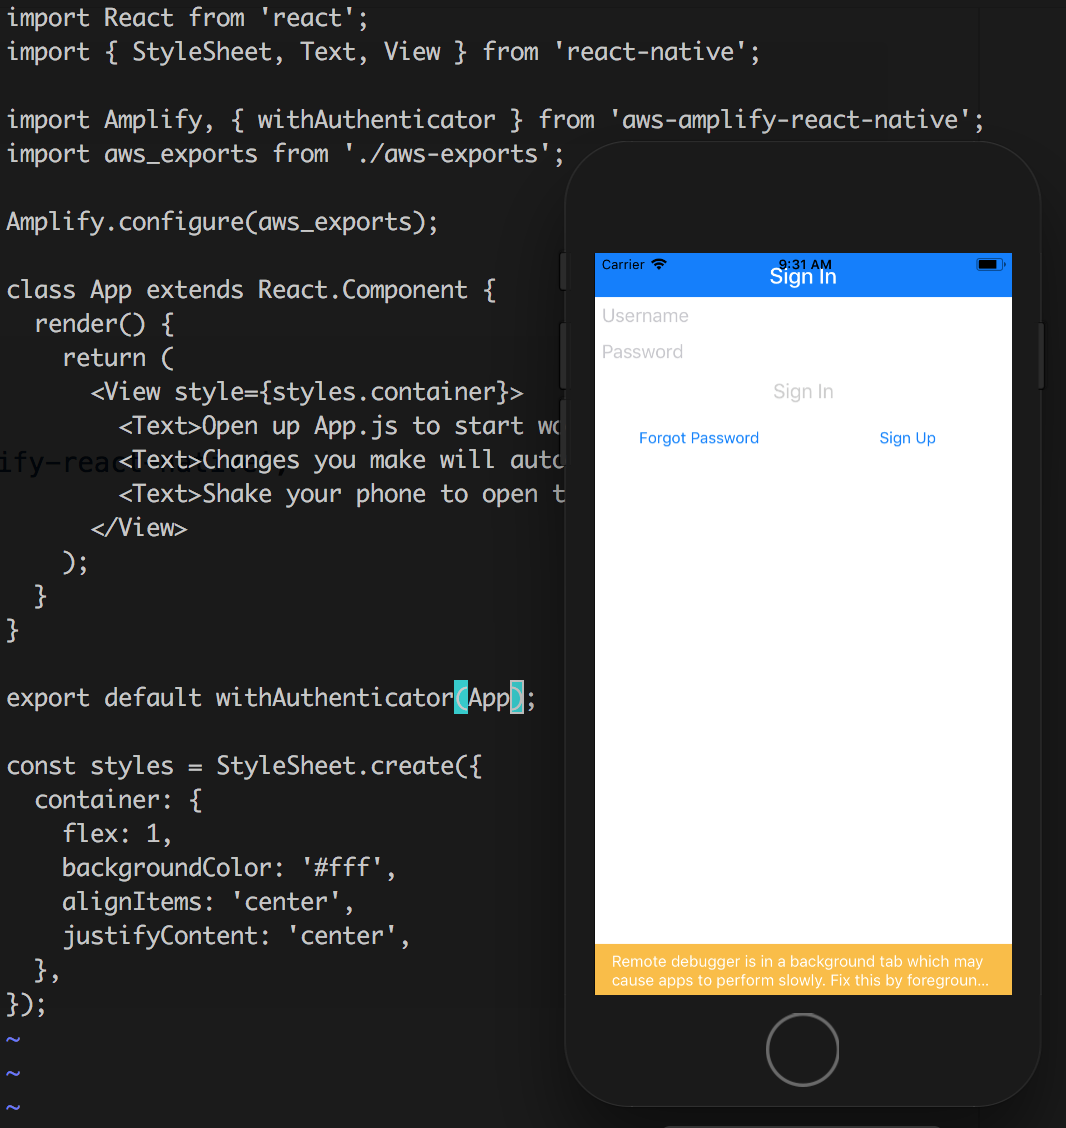 import React from 'react';
import { StyleSheet, Text, View } from 'react-native';
import Amplify, { withAuthenticator } from 'aws-amplify-react-native';
import aws_exports from './aws-exports';
Amplify.configure(aws_exports);
class App extends React.Component {
  render() {
    return (
      <View style={styles.container}>
        <Text>Open up App.js to start
        <Text>Changes you make will
        <Text>Shake your phone to open
      </View>
    );
  }
}
export default withAuthenticator(App);
const styles = StyleSheet.create({
  container: {
    flex: 1,
    backgroundColor: '#fff',
    alignItems: 'center',
    justifyContent: 'center',
  },
});
~
~
~
Carrier 9:31 AM
Sign In
Username
Password
Sign In
Forgot Password Sign Up
Remote debugger is in a background tab which may
cause apps to perform slowly. Fix this by foregroun...